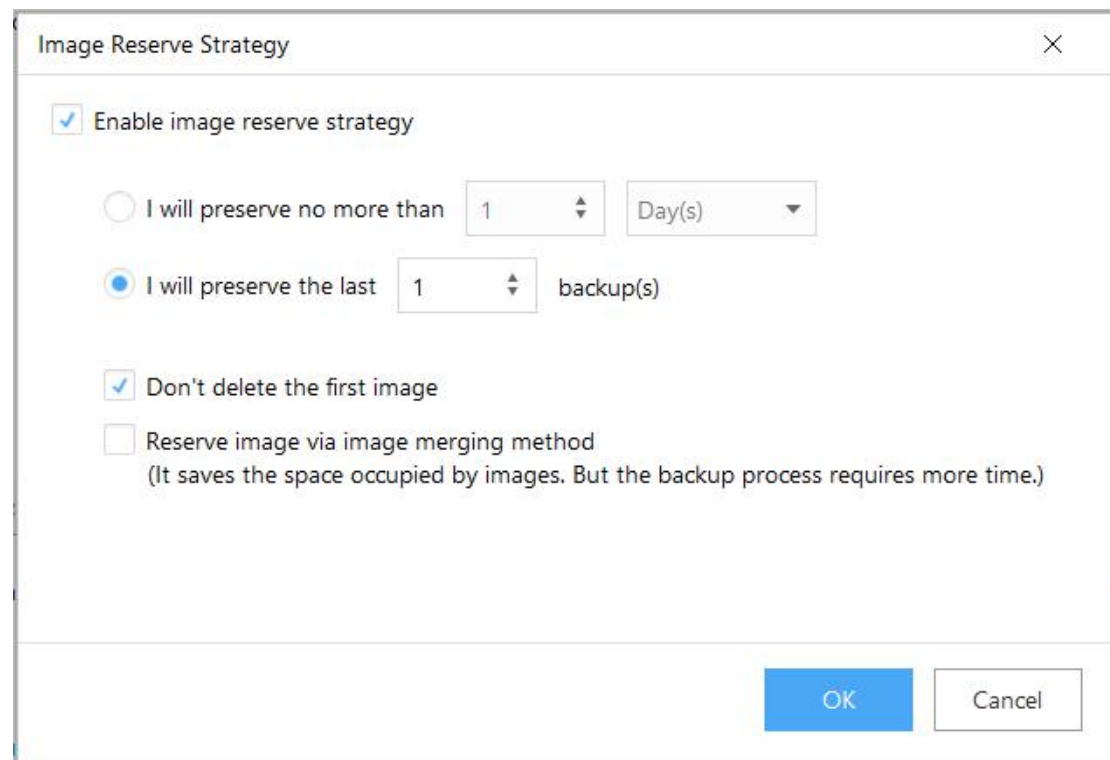 Image Reserve Strategy
Enable image reserve strategy
I will preserve no more than 1 Day(s)
I will preserve the last 1 backup(s)
Don't delete the first image
Reserve image via image merging method
(It saves the space occupied by images. But the backup process requires more time.)
OK Cancel